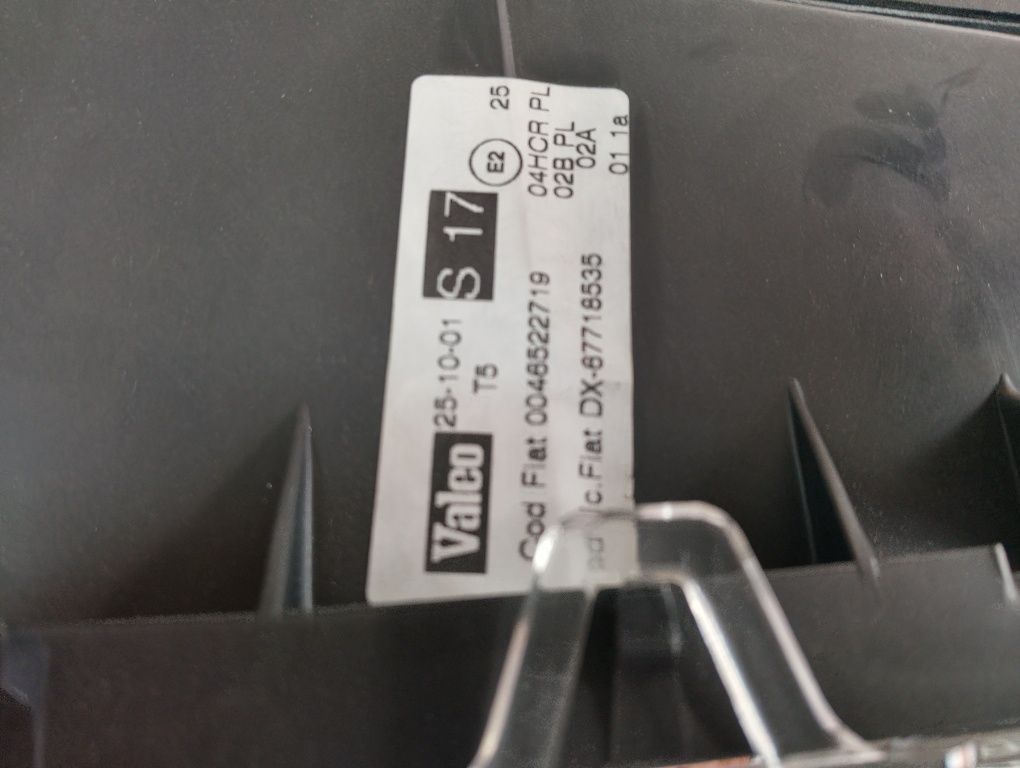 Valeo 25-10-01 S 17 E2 25
T5 04HCR PL
02B PL
Cod Fiat 0046522719 02A
c.Fiat DX-87718535 01 1a